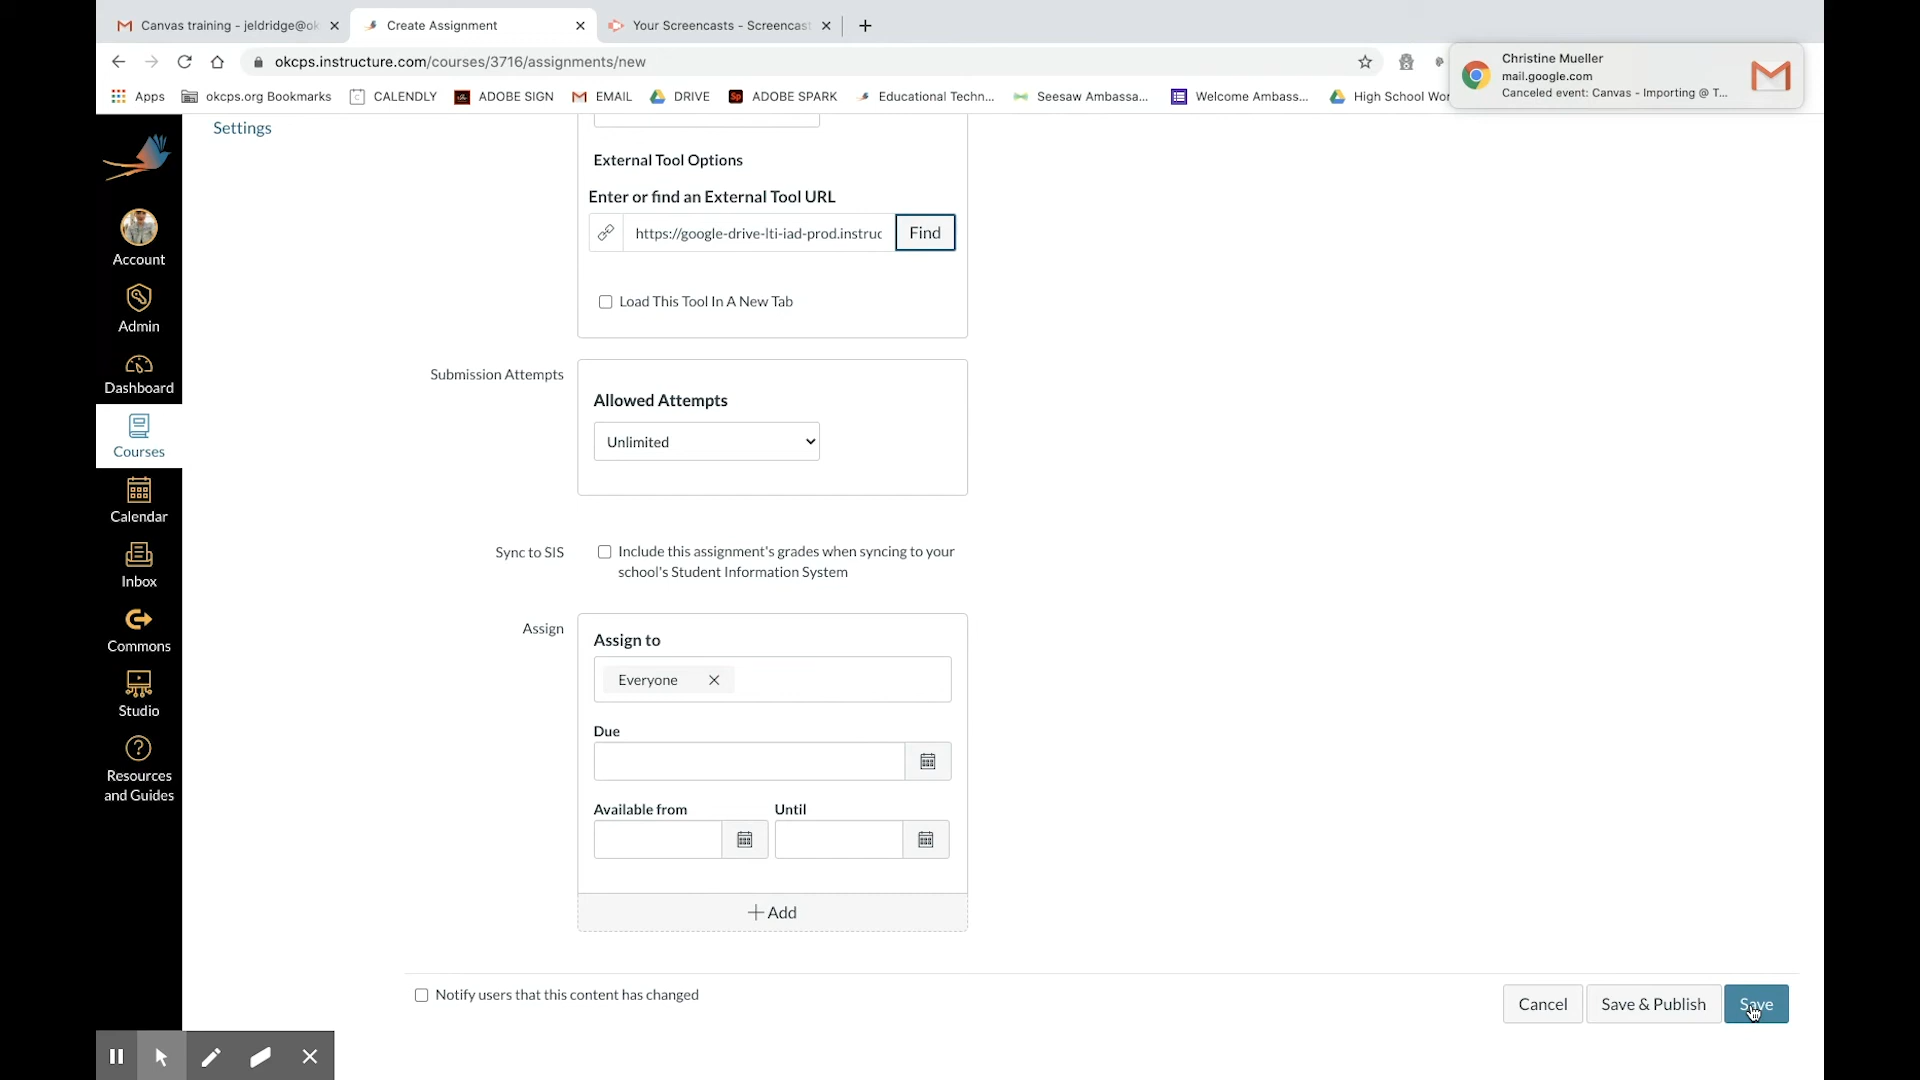 Canvas training - jeldridge@ok
Create Assignment
Your Screencasts - Screencast
okcps.instructure.com/courses/3716/assignments/new
Christine Mueller
mail.google.com
Canceled event: Canvas - Importing @ T...
Apps
okcps.org Bookmarks
CALENDLY
ADOBE SIGN
EMAIL
DRIVE
ADOBE SPARK
Educational Techn...
Seesaw Ambassa...
Welcome Ambass...
High School Wor
Settings
Account
Admin
Dashboard
Courses
Calendar
Inbox
Commons
Studio
Resources
and Guides
External Tool Options
Enter or find an External Tool URL
https://google-drive-lti-iad-prod.instruc
Find
Load This Tool In A New Tab
Submission Attempts
Allowed Attempts
Unlimited
Sync to SIS
Include this assignment's grades when syncing to your
school's Student Information System
Assign
Assign to
Everyone
Due
Available from
Until
Add
Notify users that this content has changed
Cancel
Save & Publish
Save